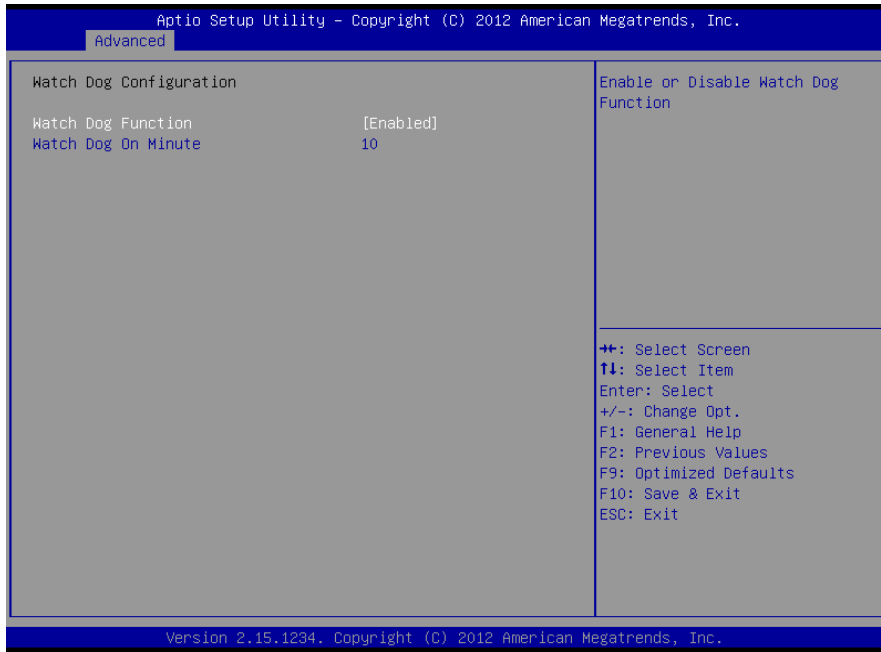 Aptio Setup Utility – Copyright (C) 2012 American Megatrends, Inc.
Advanced
Watch Dog Configuration
Watch Dog Function [Enabled]
Watch Dog On Minute 10
Enable or Disable Watch Dog
Function
→←: Select Screen
↑↓: Select Item
Enter: Select
+/-: Change Opt.
F1: General Help
F2: Previous Values
F9: Optimized Defaults
F10: Save & Exit
ESC: Exit
Version 2.15.1234. Copyright (C) 2012 American Megatrends, Inc.